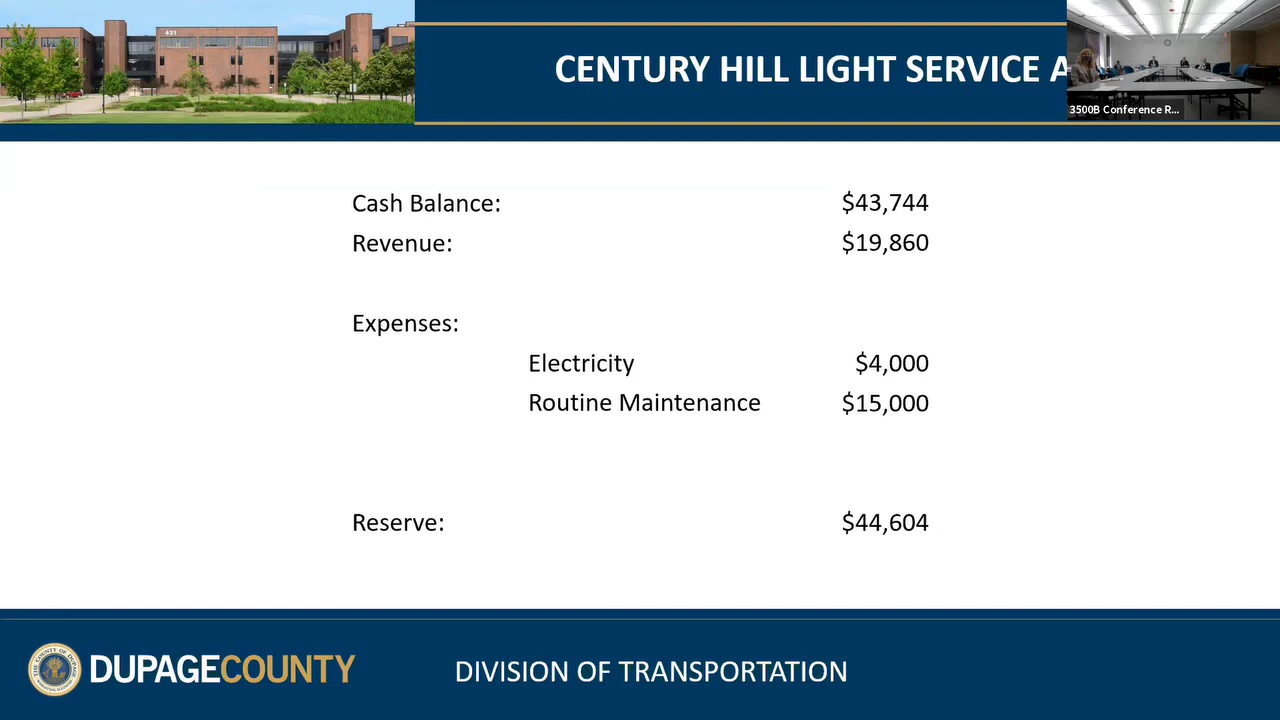 421
CENTURY HILL LIGHT SERVICE A
3500B Conference R...
Cash Balance: $43,744
Revenue: $19,860
Expenses:
Electricity $4,000
Routine Maintenance $15,000
Reserve: $44,604
DUPAGECOUNTY
DIVISION OF TRANSPORTATION